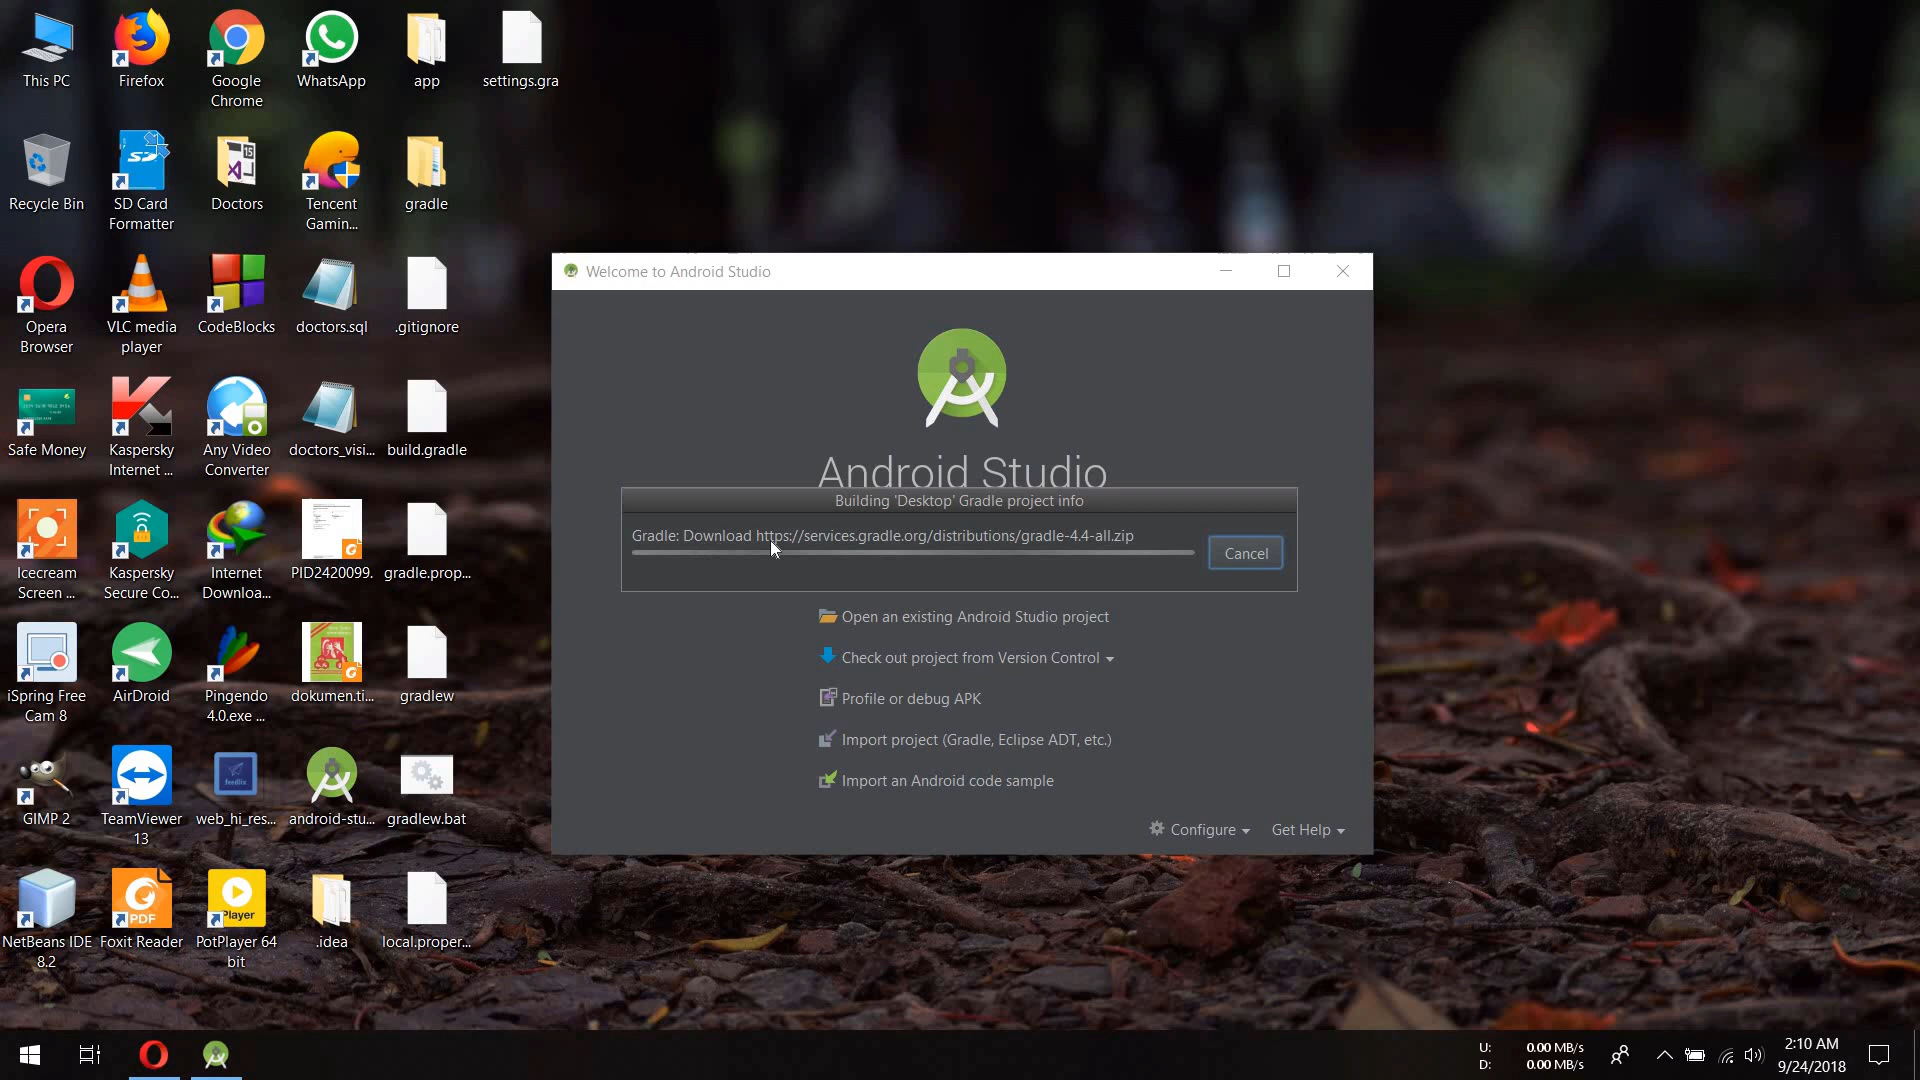 This PC
Firefox
Google
Chrome
WhatsApp
app
settings.gra
Recycle Bin
SD Card
Formatter
Doctors
Tencent
Gamin...
gradle
Opera
Browser
VLC media
player
CodeBlocks
doctors.sql
.gitignore
Safe Money
Kaspersky
Internet ...
Any Video
Converter
doctors_visi...
build.gradle
Icecream
Screen ...
Kaspersky
Secure Co...
Internet
Downloa...
PID2420099.
gradle.prop...
iSpring Free
Cam 8
AirDroid
Pingendo
4.0.exe ...
dokumen.ti...
gradlew
GIMP 2
TeamViewer
13
feedlix
web_hi_res...
android-stu...
gradlew.bat
NetBeans IDE
8.2
PDF
Foxit Reader
Player
PotPlayer 64
bit
.idea
local.proper...
Welcome to Android Studio
Android Studio
Building 'Desktop' Gradle project info
Gradle: Download https://services.gradle.org/distributions/gradle-4.4-all.zip
Cancel
Open an existing Android Studio project
Check out project from Version Control
Profile or debug APK
Import project (Gradle, Eclipse ADT, etc.)
Import an Android code sample
Configure
Get Help
U: 0.00 MB/s
D: 0.00 MB/s
2:10 AM
9/24/2018